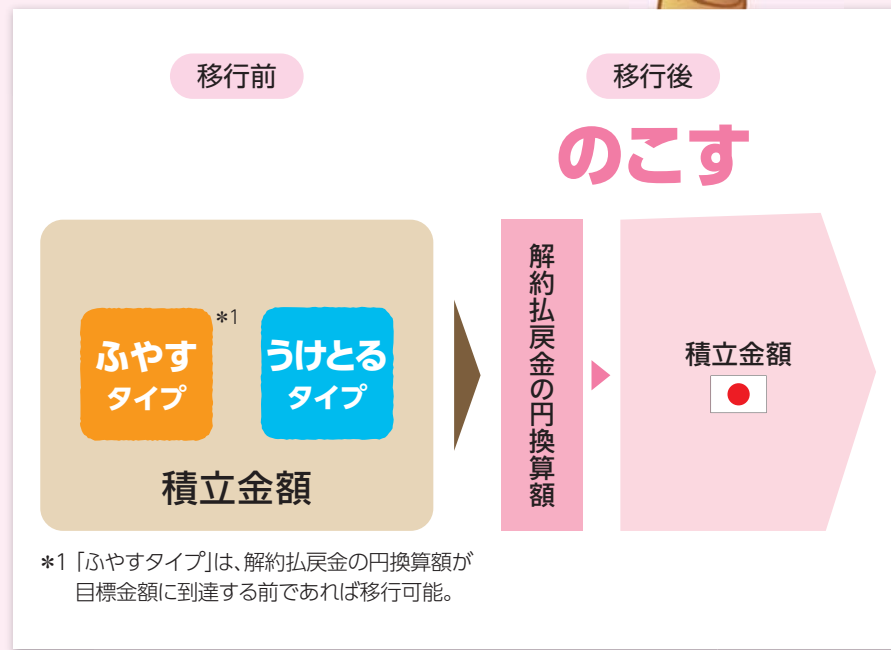 移行前
移行後
のこす
ふやす
タイプ
*1
うけとる
タイプ
積立金額
解約払戻金の円換算額
積立金額
*1「ふやすタイプ」は、解約払戻金の円換算額が
目標金額に到達する前であれば移行可能。